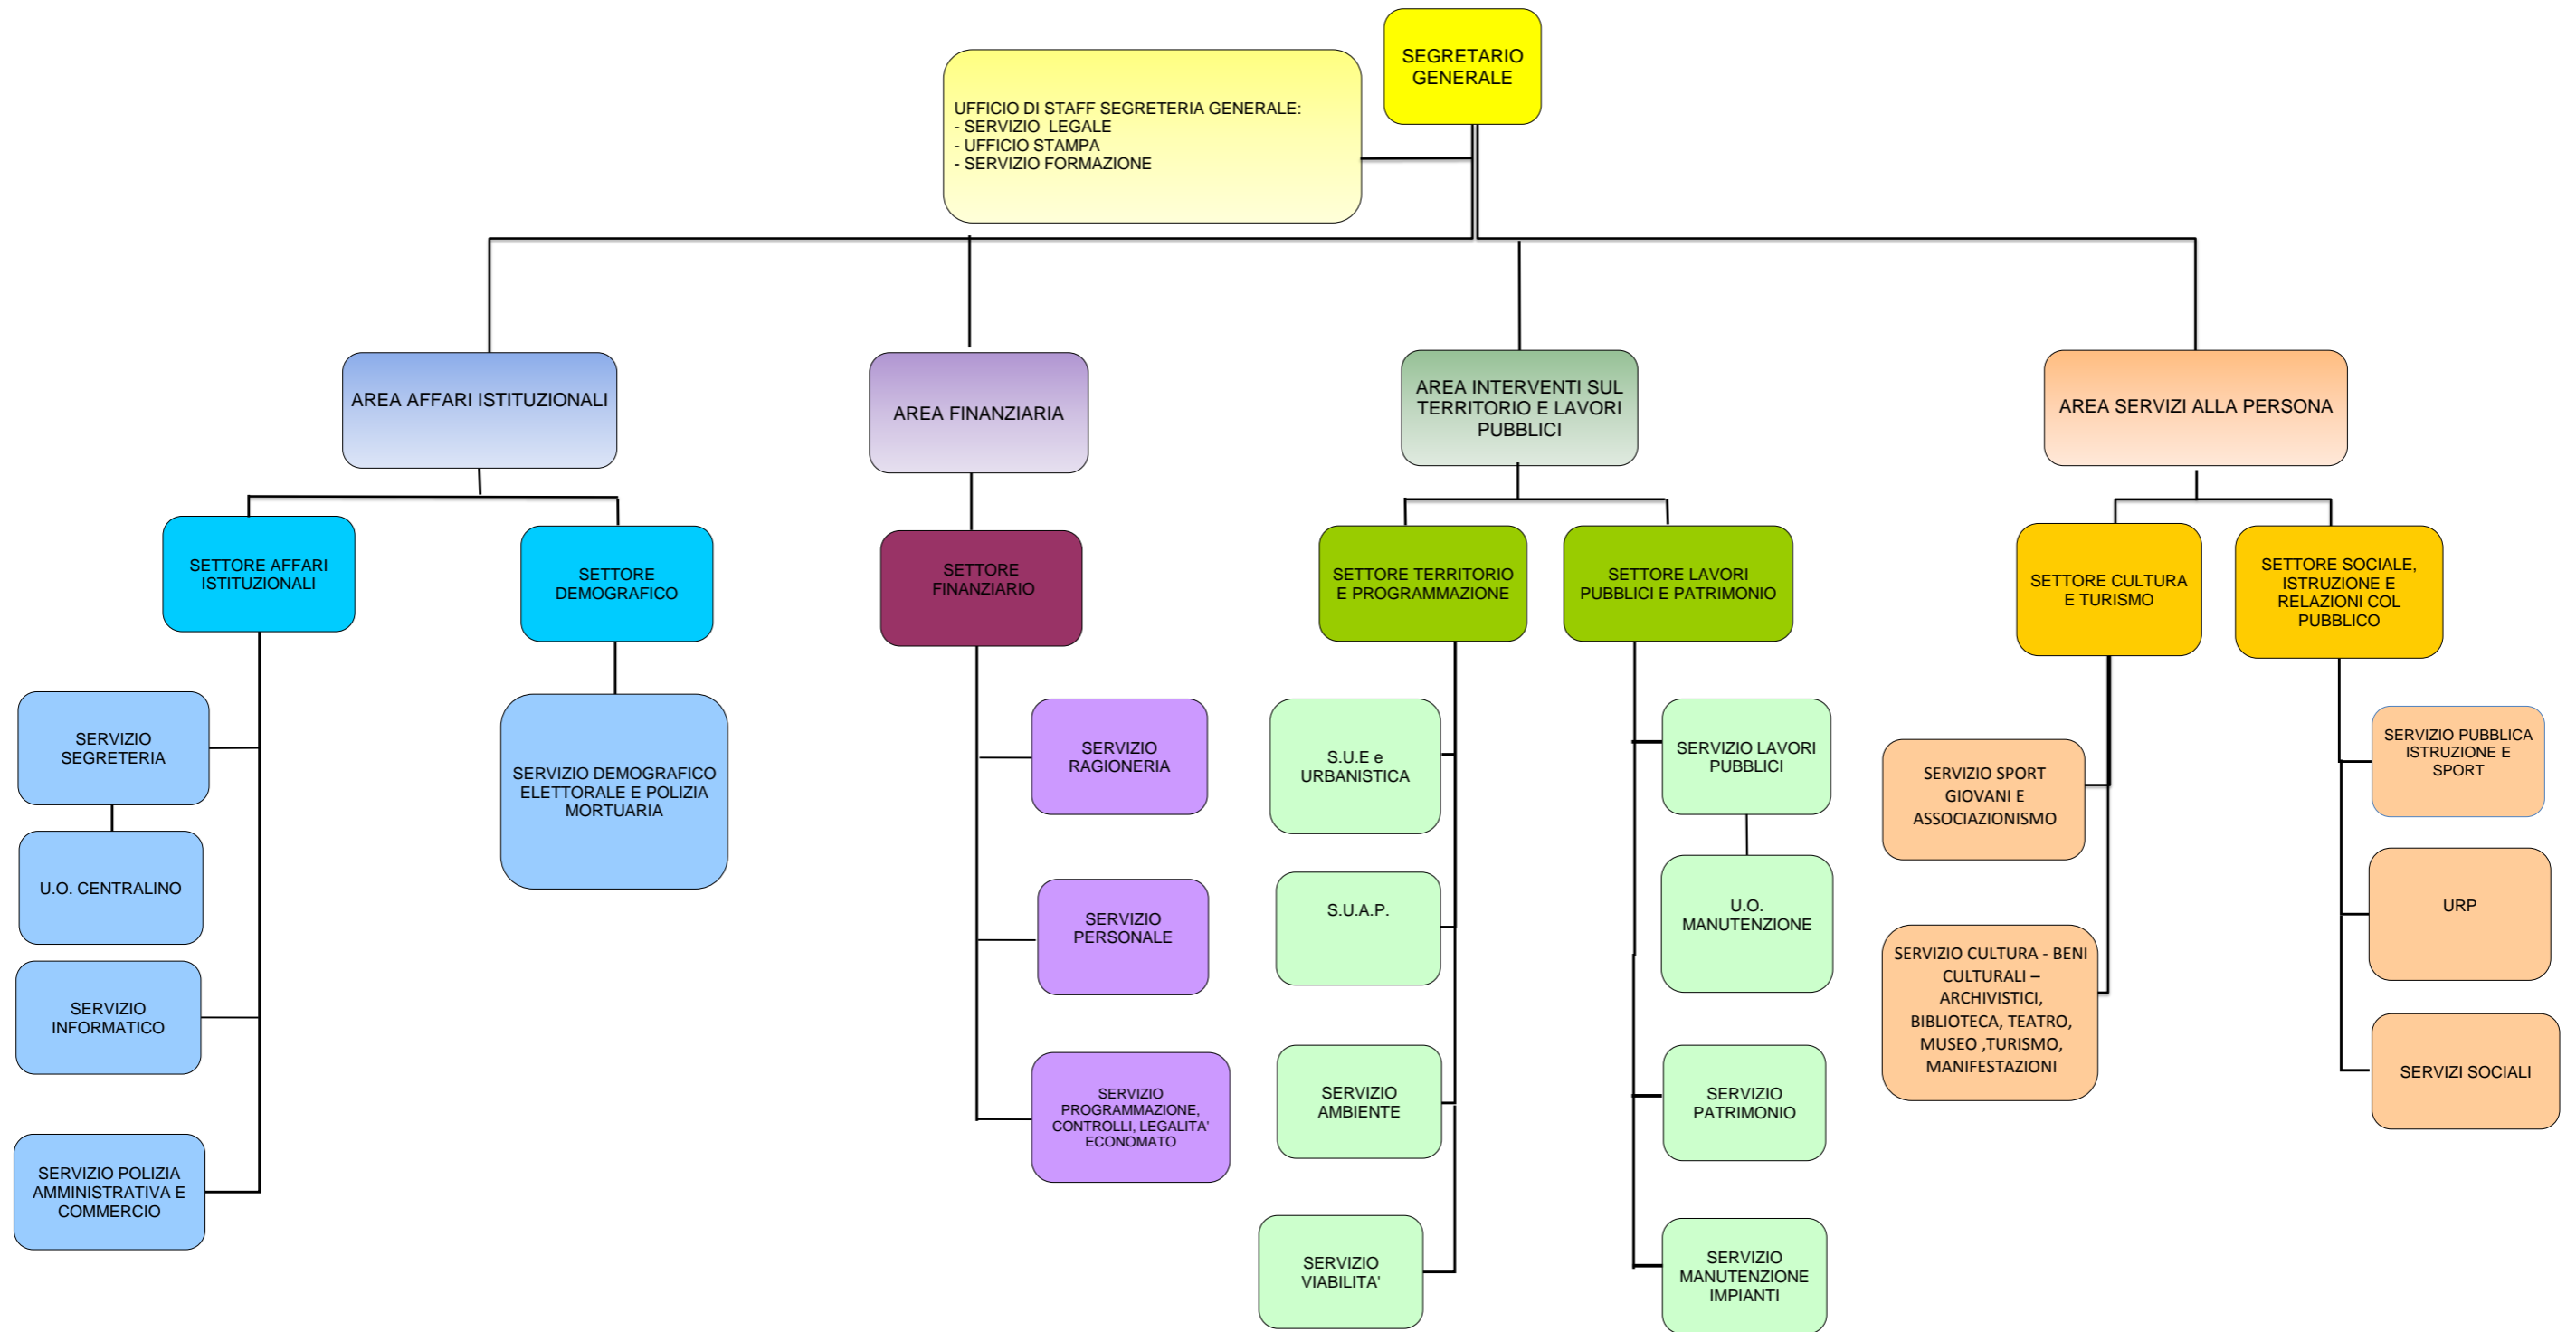 SEGRETARIO
GENERALE
UFFICIO DI STAFF SEGRETERIA GENERALE:
- SERVIZIO  LEGALE
- UFFICIO STAMPA
- SERVIZIO FORMAZIONE
AREA AFFARI ISTITUZIONALI
AREA FINANZIARIA
AREA INTERVENTI SUL
TERRITORIO E LAVORI
PUBBLICI
AREA SERVIZI ALLA PERSONA
SETTORE AFFARI
ISTITUZIONALI
SETTORE
DEMOGRAFICO
SETTORE
FINANZIARIO
SETTORE TERRITORIO
E PROGRAMMAZIONE
SETTORE LAVORI
PUBBLICI E PATRIMONIO
SETTORE CULTURA
E TURISMO
SETTORE SOCIALE,
ISTRUZIONE E
RELAZIONI COL
PUBBLICO
SERVIZIO
SEGRETERIA
U.O. CENTRALINO
SERVIZIO
INFORMATICO
SERVIZIO POLIZIA
AMMINISTRATIVA E
COMMERCIO
SERVIZIO DEMOGRAFICO
ELETTORALE E POLIZIA
MORTUARIA
SERVIZIO
RAGIONERIA
SERVIZIO
PERSONALE
SERVIZIO
PROGRAMMAZIONE,
CONTROLLI, LEGALITA'
ECONOMATO
S.U.E e
URBANISTICA
S.U.A.P.
SERVIZIO
AMBIENTE
SERVIZIO
VIABILITA'
SERVIZIO LAVORI
PUBBLICI
U.O.
MANUTENZIONE
SERVIZIO
PATRIMONIO
SERVIZIO
MANUTENZIONE
IMPIANTI
SERVIZIO SPORT
GIOVANI E
ASSOCIAZIONISMO
SERVIZIO CULTURA - BENI
CULTURALI –
ARCHIVISTICI,
BIBLIOTECA, TEATRO,
MUSEO ,TURISMO,
MANIFESTAZIONI
SERVIZIO PUBBLICA
ISTRUZIONE E
SPORT
URP
SERVIZI SOCIALI